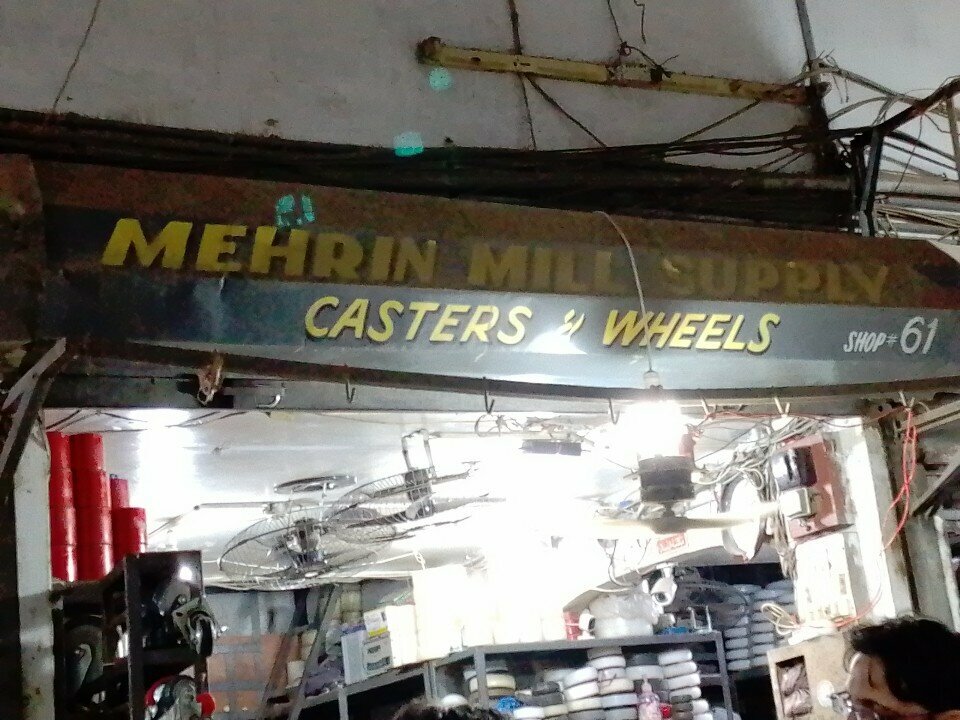 MEHRIN MILL SUPPLY
CASTERS & WHEELS
SHOP # 61